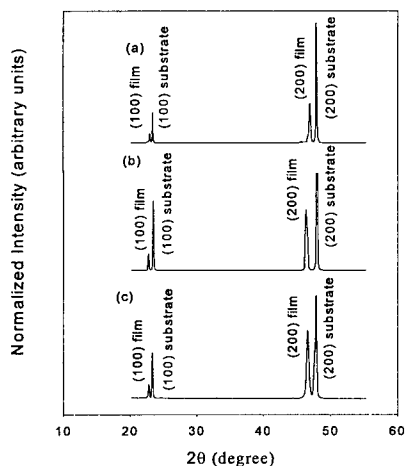 Normalized Intensity (arbitrary units)
(a)
(100) film
(100) substrate
(200) film
(200) substrate
(b)
(100) film
(100) substrate
(200) film
(200) substrate
(c)
(100) film
(100) substrate
(200) film
(200) substrate
10 20 30 40 50 60
2θ (degree)